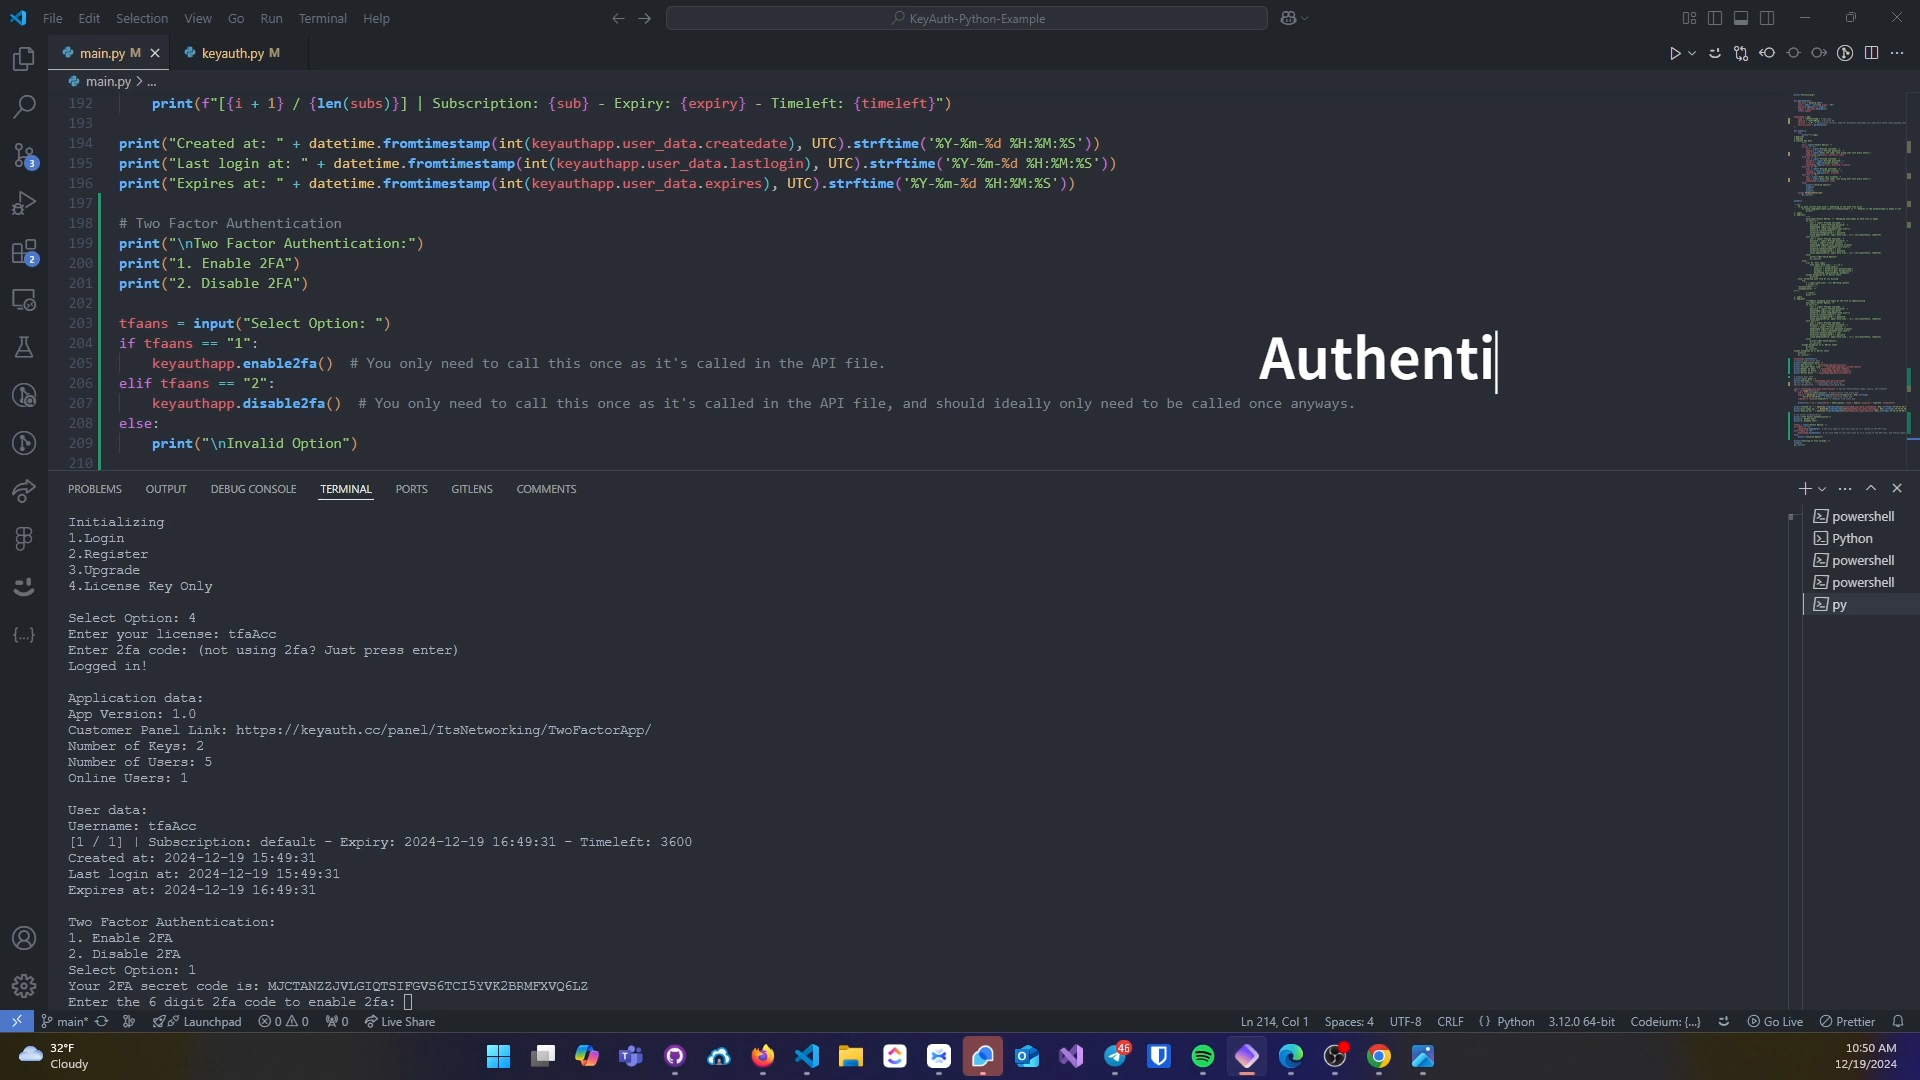 File Edit Selection View Go Run Terminal Help
KeyAuth-Python-Example
main.py M
keyauth.py M
main.py > ...
192 print(f"[{i + 1} / {len(subs)}] | Subscription: {sub} - Expiry: {expiry} - Timeleft: {timeleft}")
193
194 print("Created at: " + datetime.fromtimestamp(int(keyauthapp.user_data.createdate), UTC).strftime('%Y-%m-%d %H:%M:%S'))
195 print("Last login at: " + datetime.fromtimestamp(int(keyauthapp.user_data.lastlogin), UTC).strftime('%Y-%m-%d %H:%M:%S'))
196 print("Expires at: " + datetime.fromtimestamp(int(keyauthapp.user_data.expires), UTC).strftime('%Y-%m-%d %H:%M:%S'))
197
198 # Two Factor Authentication
199 print("\nTwo Factor Authentication:")
200 print("1. Enable 2FA")
201 print("2. Disable 2FA")
202
203 tfaans = input("Select Option: ")
204 if tfaans == "1":
205 keyauthapp.enable2fa() # You only need to call this once as it's called in the API file.
206 elif tfaans == "2":
207 keyauthapp.disable2fa() # You only need to call this once as it's called in the API file, and should ideally only need to be called once anyways.
208 else:
209 print("\nInvalid Option")
210
Authenti
PROBLEMS OUTPUT DEBUG CONSOLE TERMINAL PORTS GITLENS COMMENTS
Initializing
1.Login
2.Register
3.Upgrade
4.License Key Only
Select Option: 4
Enter your license: tfaAcc
Enter 2fa code: (not using 2fa? Just press enter)
Logged in!
Application data:
App Version: 1.0
Customer Panel Link: https://keyauth.cc/panel/ItsNetworking/TwoFactorApp/
Number of Keys: 2
Number of Users: 5
Online Users: 1
User data:
Username: tfaAcc
[1 / 1] | Subscription: default - Expiry: 2024-12-19 16:49:31 - Timeleft: 3600
Created at: 2024-12-19 15:49:31
Last login at: 2024-12-19 15:49:31
Expires at: 2024-12-19 16:49:31
Two Factor Authentication:
1. Enable 2FA
2. Disable 2FA
Select Option: 1
Your 2FA secret code is: MJCTANZZJVLGIQTSIFGVS6TCI5YVK2BRMFXVQ6LZ
Enter the 6 digit 2fa code to enable 2fa:
powershell
Python
powershell
powershell
py
3
2
main* Launchpad 0 0 0 Live Share
Ln 214, Col 1 Spaces: 4 UTF-8 CRLF {} Python 3.12.0 64-bit Codeium: {...} Go Live Prettier
32°F
Cloudy
46
10:50 AM
12/19/2024